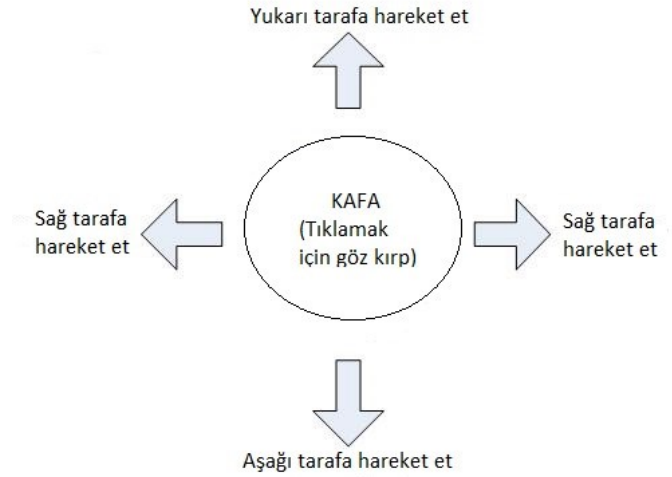 Yukarı tarafa hareket et
KAFA
(Tıklamak
için göz kırp)
Sağ tarafa
hareket et
Sağ tarafa
hareket et
Aşağı tarafa hareket et